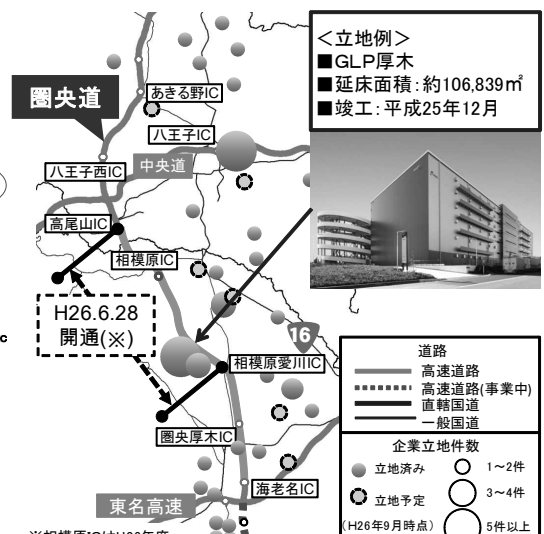 <立地例>
■GLP厚木
■延床面積:約106,839㎡
■竣工:平成25年12月
圏央道
あきる野IC
八王子IC
八王子西IC
中央道
高尾山IC
相模原IC
H26.6.28
開通(※)
16
相模原愛川IC
圏央厚木IC
海老名IC
東名高速
道路
高速道路
高速道路(事業中)
直轄国道
一般国道
企業立地件数
立地済み
1～2件
立地予定
3～4件
(H26年9月時点)
5件以上